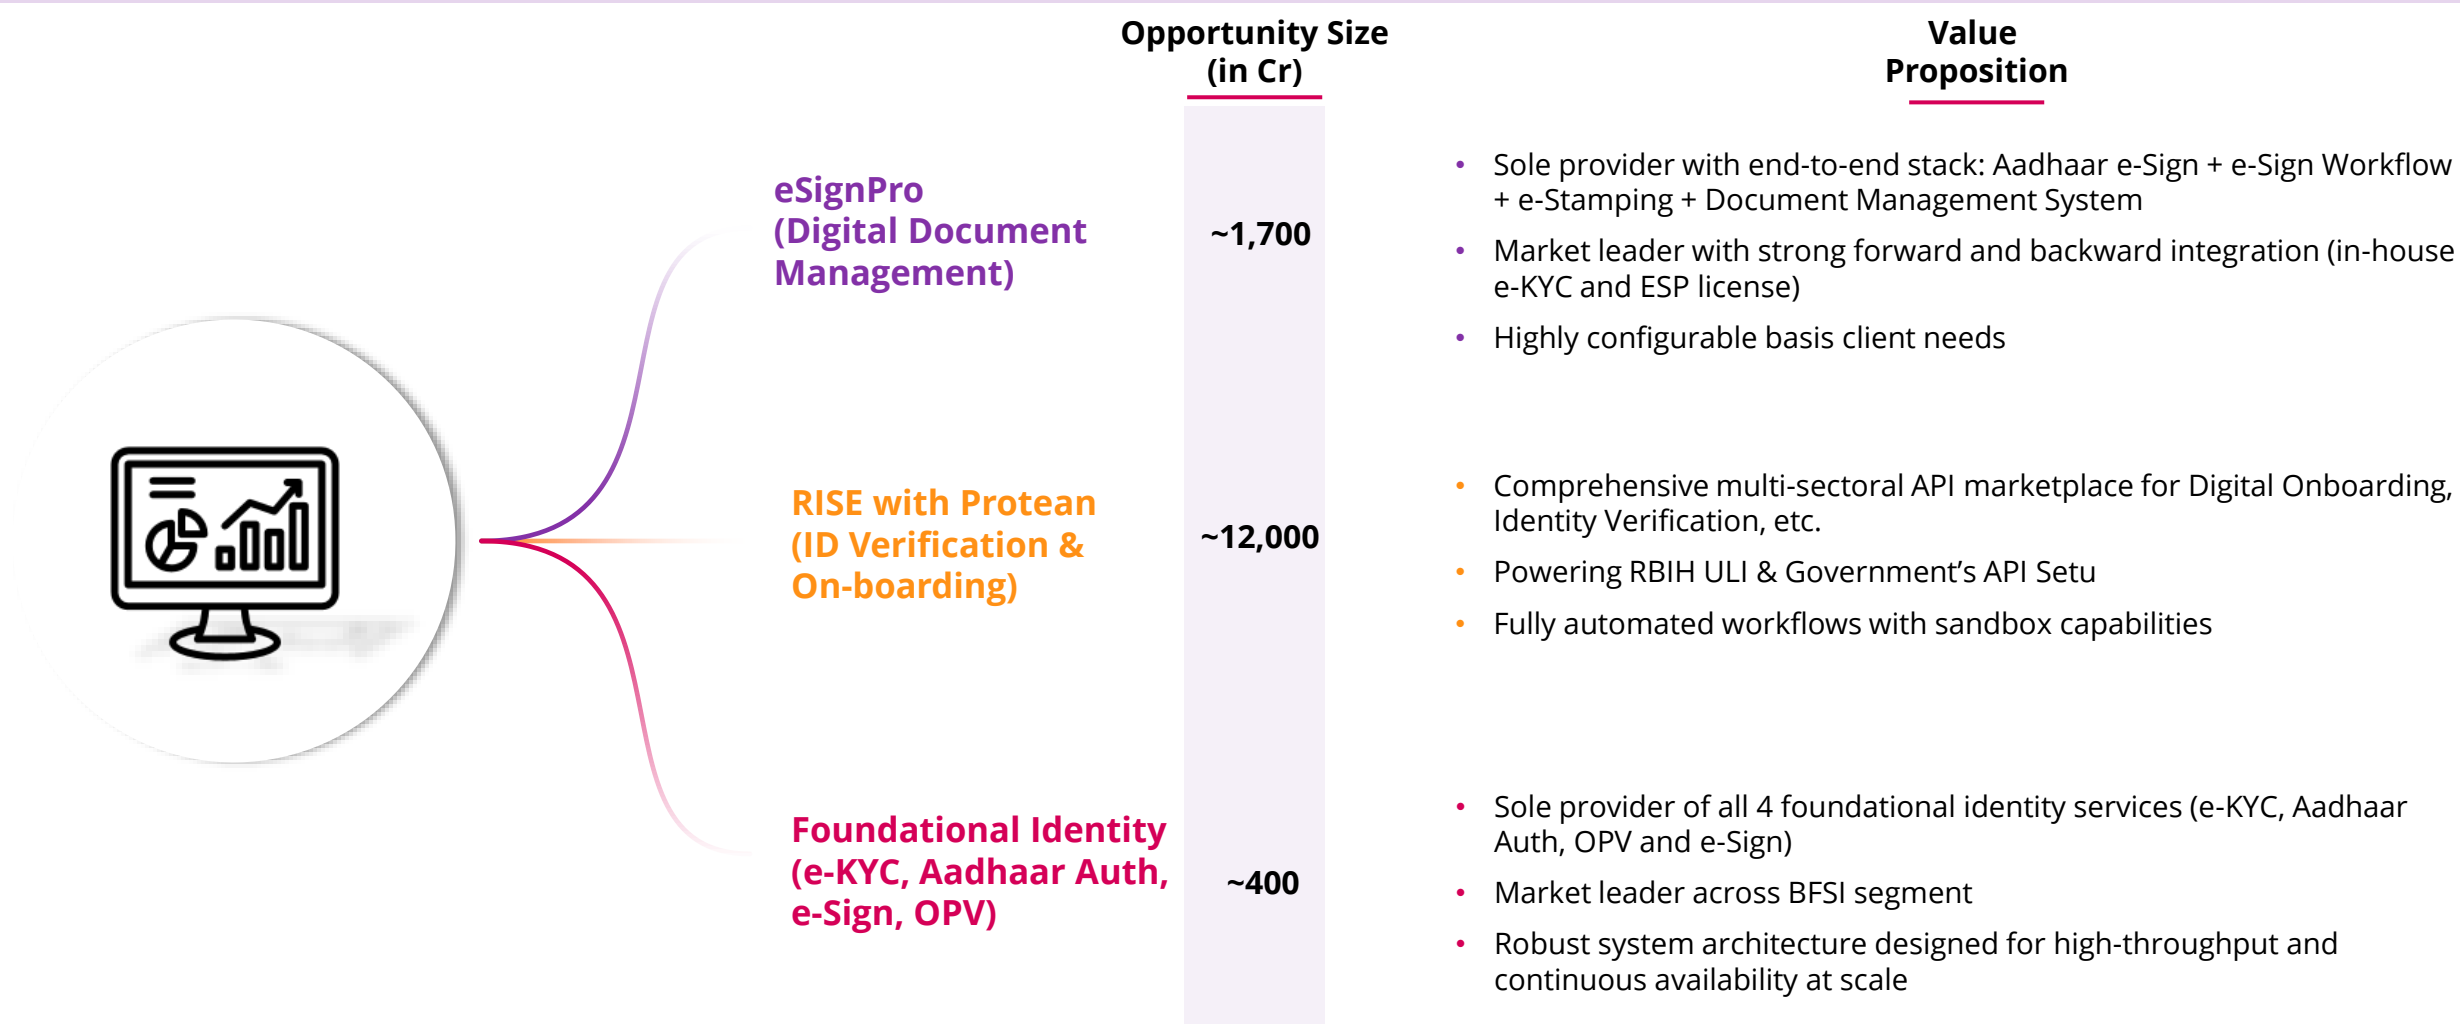 Opportunity Size
(in Cr)
Value
Proposition
eSignPro
(Digital Document
Management)
~1,700
• Sole provider with end-to-end stack: Aadhaar e-Sign + e-Sign Workflow
+ e-Stamping + Document Management System
• Market leader with strong forward and backward integration (in-house
e-KYC and ESP license)
• Highly configurable basis client needs
RISE with Protean
(ID Verification &
On-boarding)
~12,000
• Comprehensive multi-sectoral API marketplace for Digital Onboarding,
Identity Verification, etc.
• Powering RBIH ULI & Government’s API Setu
• Fully automated workflows with sandbox capabilities
Foundational Identity
(e-KYC, Aadhaar Auth,
e-Sign, OPV)
~400
• Sole provider of all 4 foundational identity services (e-KYC, Aadhaar
Auth, OPV and e-Sign)
• Market leader across BFSI segment
• Robust system architecture designed for high-throughput and
continuous availability at scale